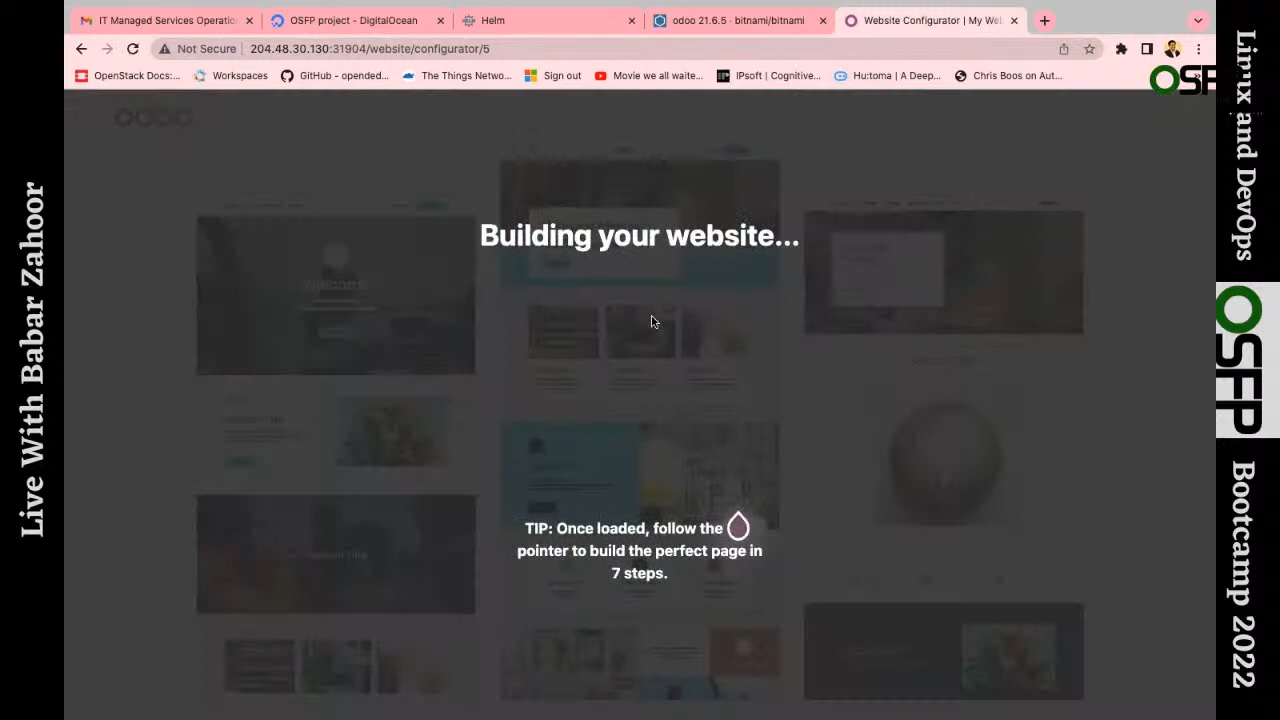 IT Managed Services Operatio
OSFP project - DigitalOcean
Helm
odoo 21.6.5 · bitnami/bitnami
Website Configurator | My Web
Not Secure
204.48.30.130:31904/website/configurator/5
OpenStack Docs:...
Workspaces
GitHub - opended...
The Things Netwo...
Sign out
Movie we all waite...
IPsoft | Cognitive...
Hu:toma | A Deep...
Chris Boos on Aut...
OSFP
odoo
Welcome
Building your website...
TIP: Once loaded, follow the
pointer to build the perfect page in
7 steps.
Live With Babar Zahoor
Linux and DevOps
OSFP
Bootcamp 2022